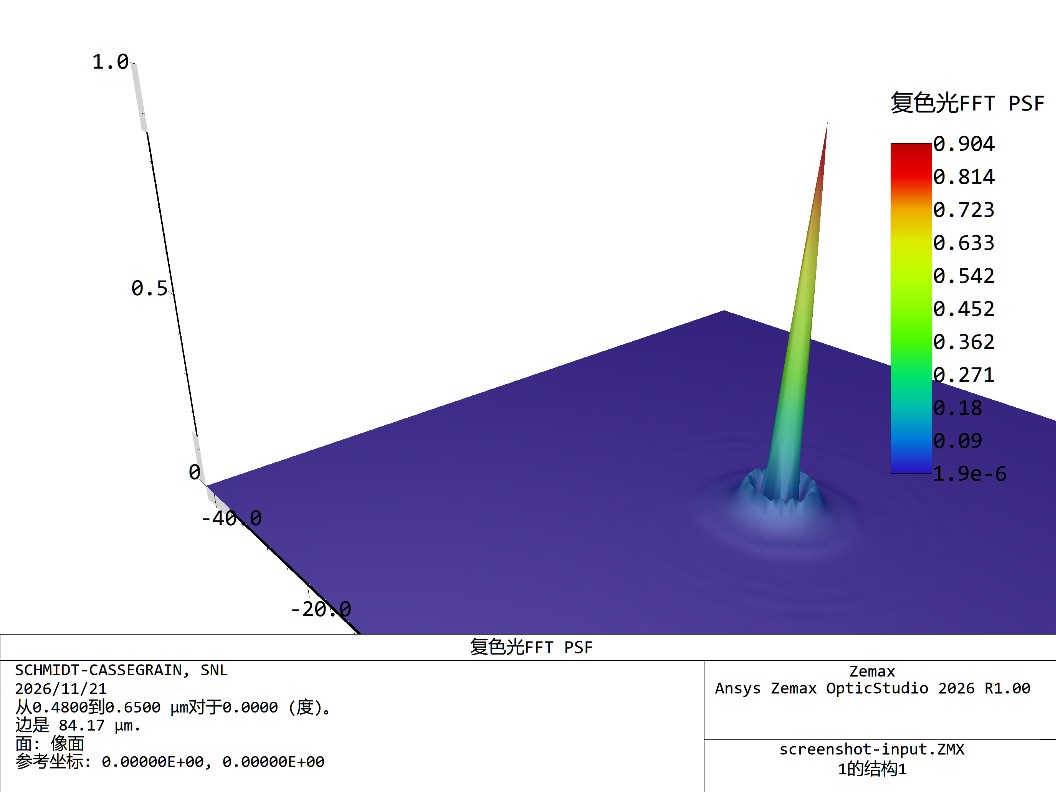 1.0
0.5
0
-40.0
-20.0
复色光FFT PSF
0.904
0.814
0.723
0.633
0.542
0.452
0.362
0.271
0.18
0.09
1.9e-6
复色光FFT PSF
SCHMIDT-CASSEGRAIN, SNL
2026/11/21
从0.4800到0.6500 µm对于0.0000 (度)。
边是 84.17 µm.
面: 像面
参考坐标: 0.00000E+00, 0.00000E+00
Zemax
Ansys Zemax OpticStudio 2026 R1.00
screenshot-input.ZMX
1的结构1